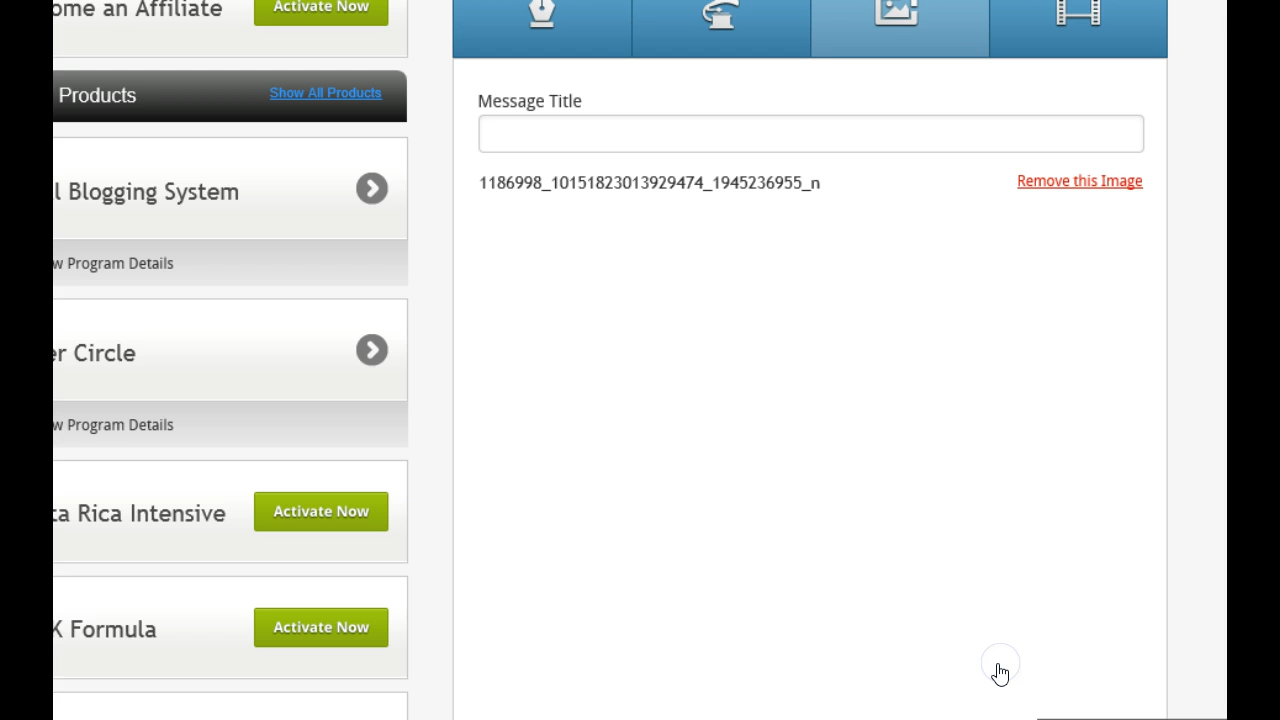 ome an Affiliate
Activate Now
Products
Show All Products
l Blogging System
w Program Details
er Circle
w Program Details
ta Rica Intensive
Activate Now
X Formula
Activate Now
Message Title
1186998_10151823013929474_1945236955_n
Remove this Image